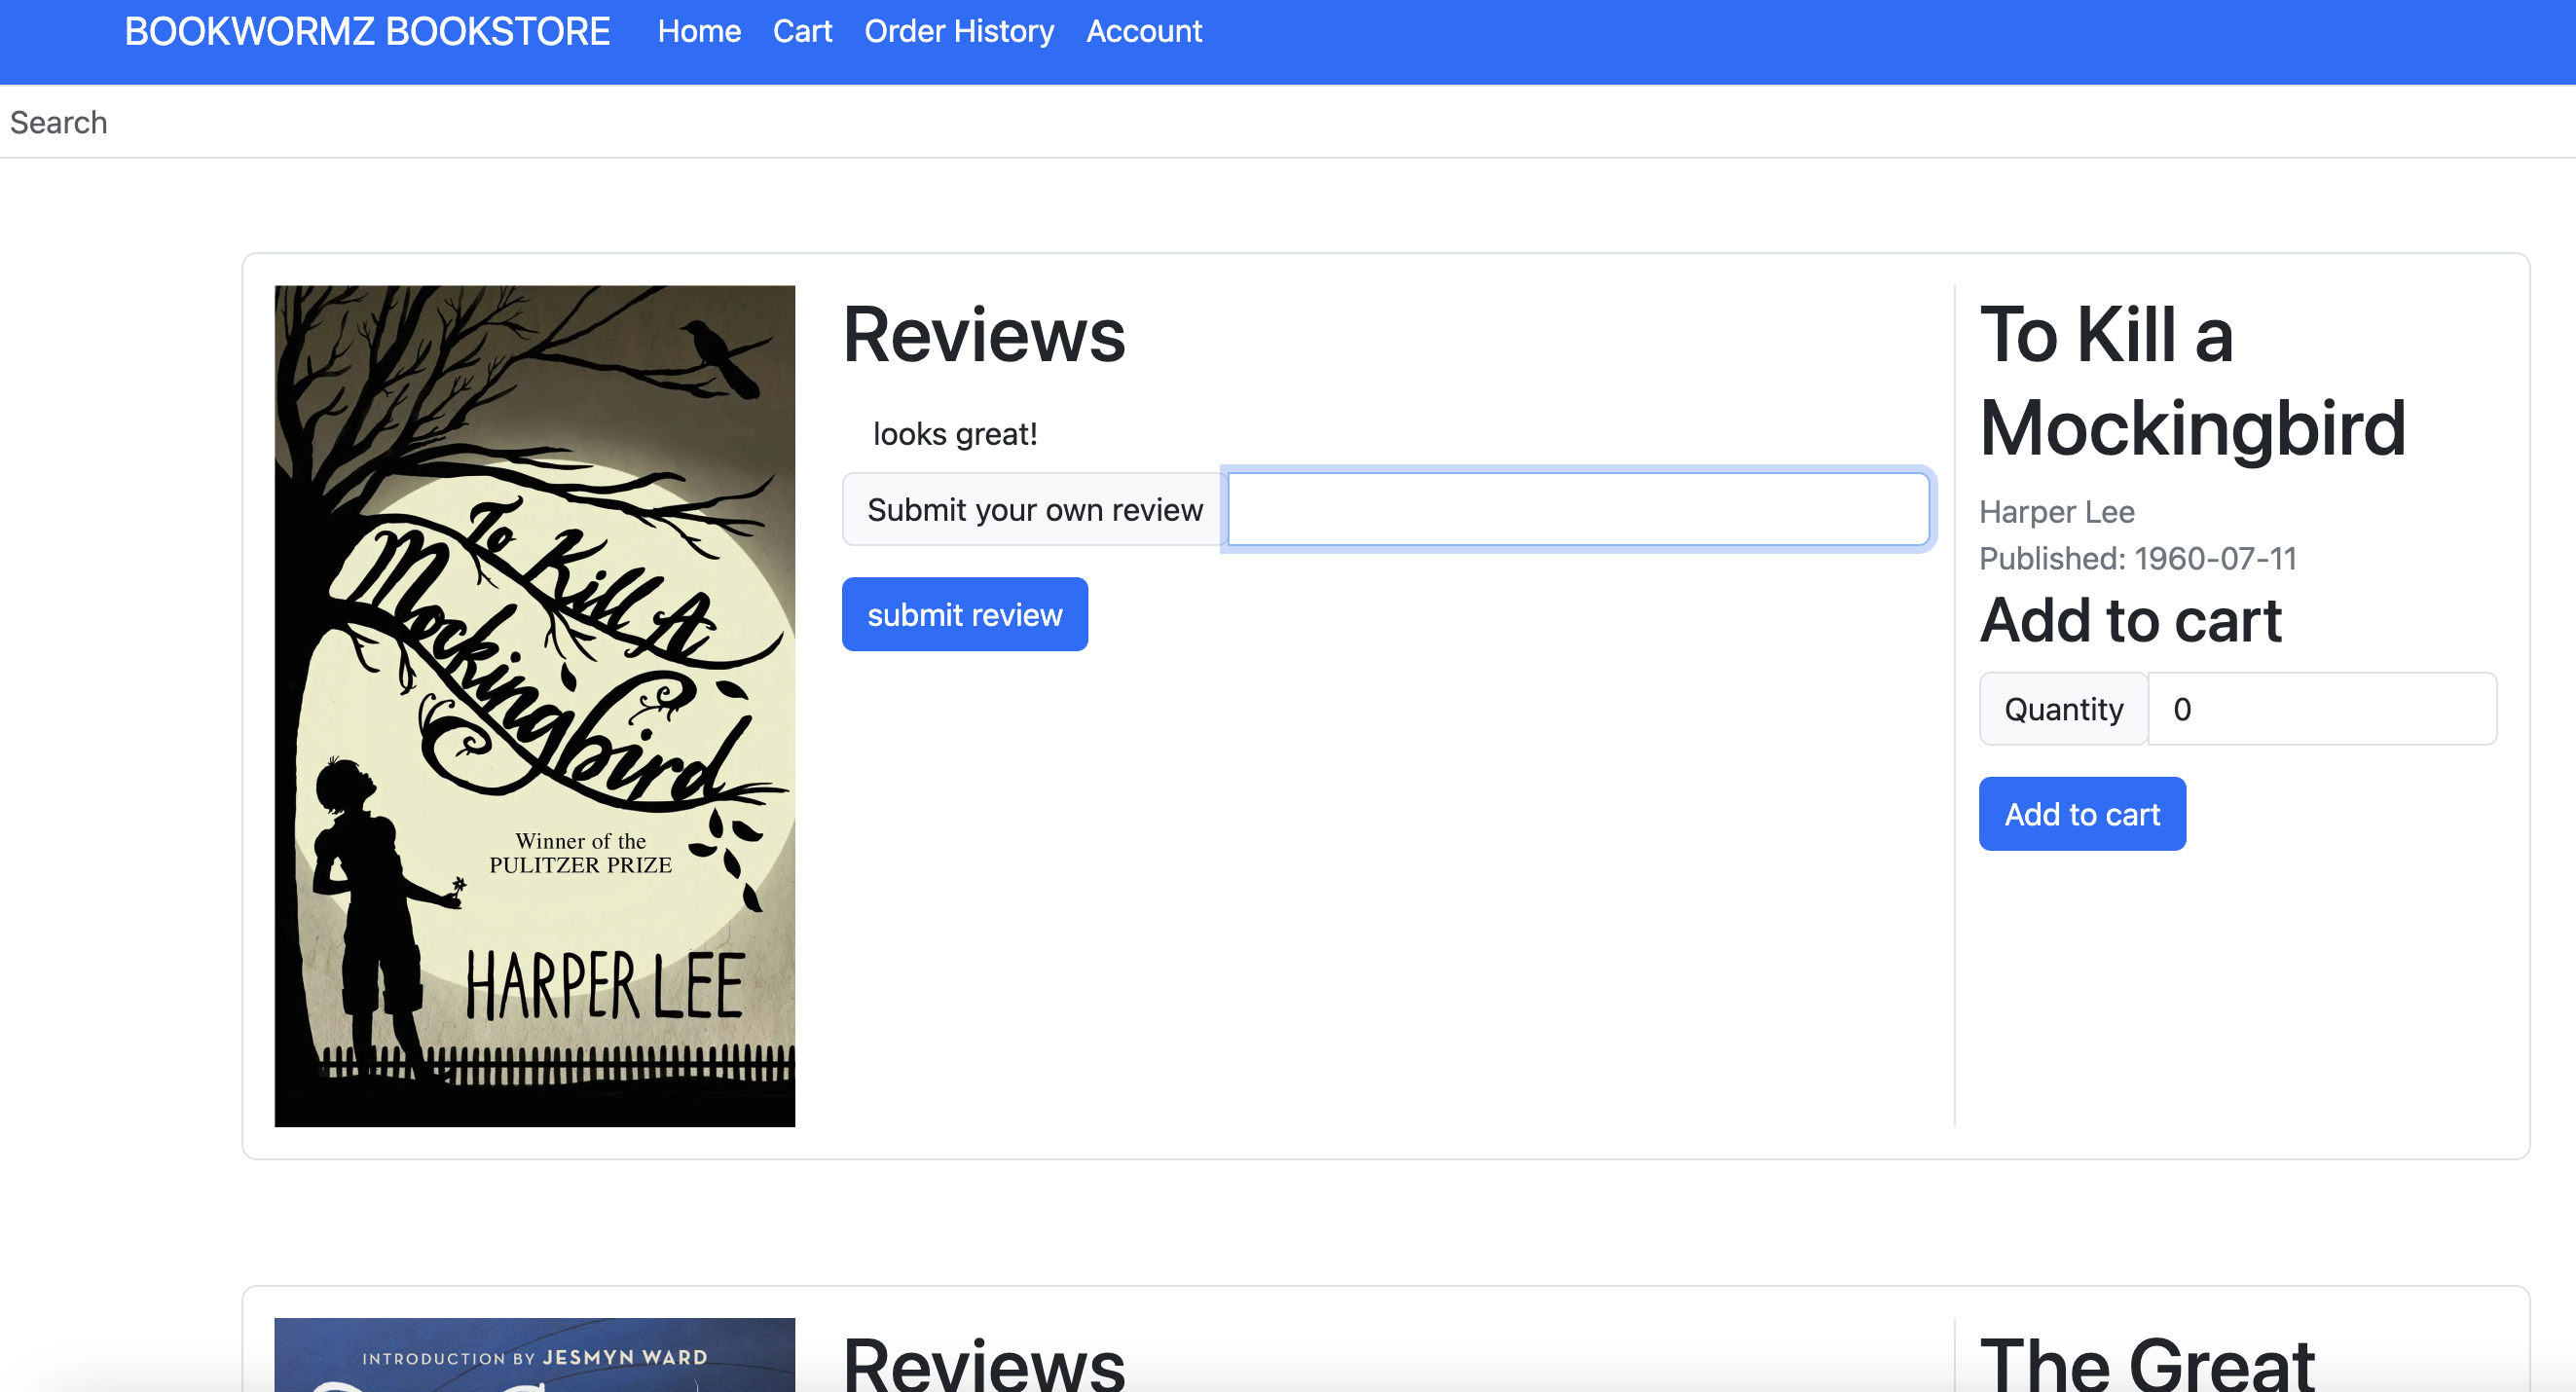 BOOKWORMZ BOOKSTORE Home Cart Order History Account
Search
To Kill A
Mockingbird
Winner of the
PULITZER PRIZE
HARPER LEE
Reviews
looks great!
Submit your own review
submit review
To Kill a
Mockingbird
Harper Lee
Published: 1960-07-11
Add to cart
Quantity 0
Add to cart
INTRODUCTION BY JESMYN WARD
Reviews
The Great